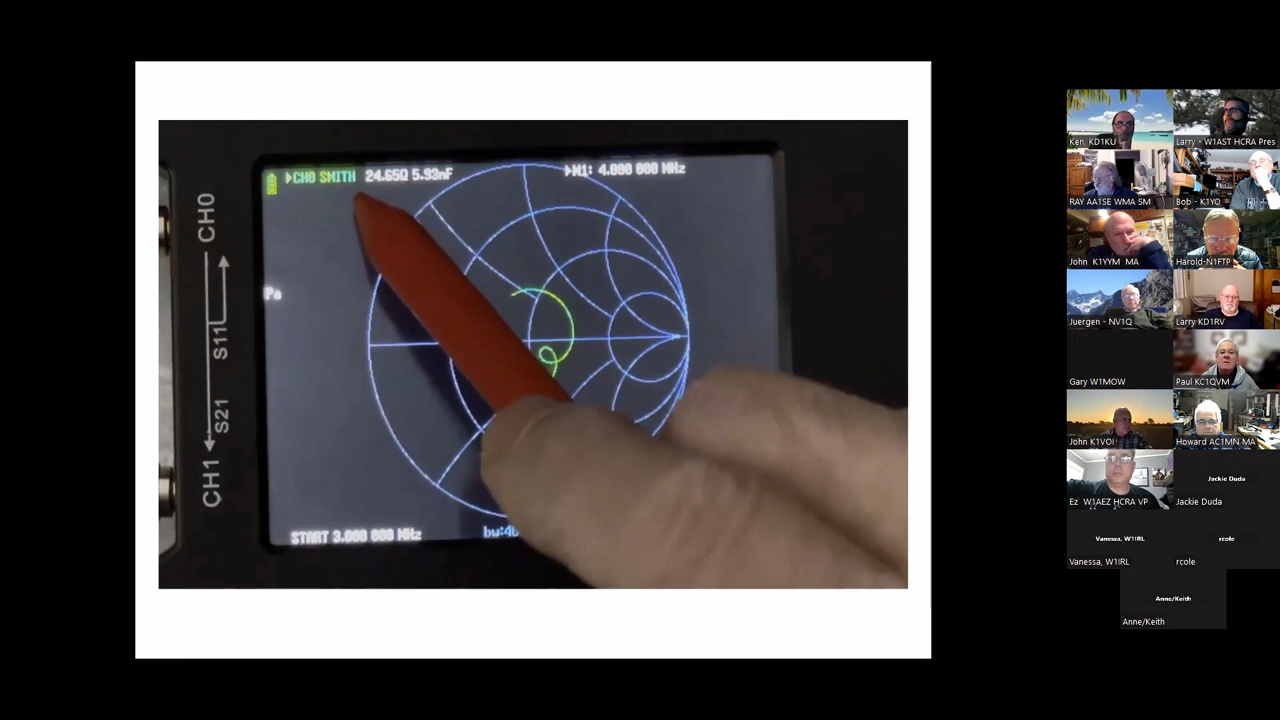 CH0 SMITH 24.65Ω 5.93nF
M1: 4.000 000 MHz
CH0
S11
S21
CH1
Pa
START 3.000 000 MHz
Ken KD1KU
Larry - W1AST HCRA Pres
RAY AA1SE WMA SM
Bob - K1YO
John K1YYM MA
Harold-N1FTP
Juergen - NV1Q
Larry KD1RV
Gary W1MOW
Paul KC1QVM
John K1VOI
Howard AC1MN MA
Ez W1AEZ HCRA VP
Jackie Duda
Jackie Duda
Vanessa, W1IRL
rcole
Vanessa, W1IRL
rcole
Anne/Keith
Anne/Keith